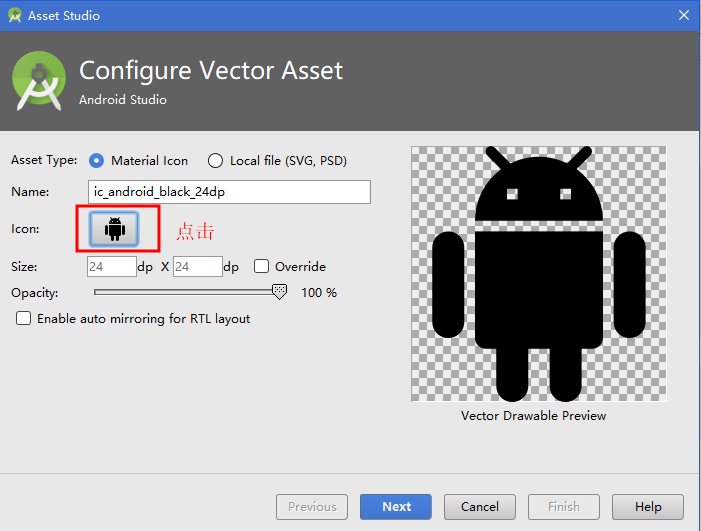 Asset Studio
Configure Vector Asset
Android Studio
Asset Type: Material Icon Local file (SVG, PSD)
Name: ic_android_black_24dp
Icon: 点击
Size: 24 dp X 24 dp Override
Opacity: 100 %
Enable auto mirroring for RTL layout
Vector Drawable Preview
Previous Next Cancel Finish Help